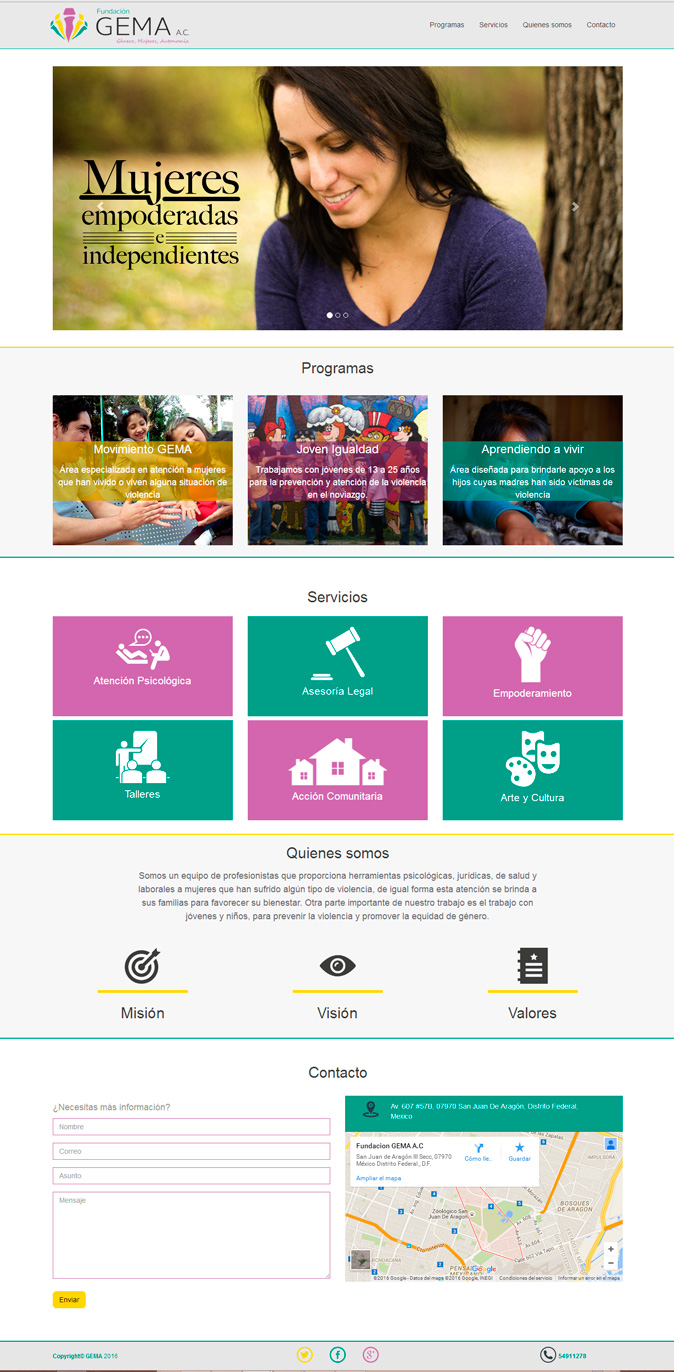 Fundación
GEMA A.C.
Género, Mujeres, Autonomía
Programas Servicios Quienes somos Contacto
Mujeres
empoderadas
e
independientes
Programas
Movimiento GEMA
Área especializada en atención a mujeres
que han vivido o viven alguna situación de
violencia
Joven Igualdad
Trabajamos con jóvenes de 13 a 25 años
para la prevención y atención de la violencia
en el noviazgo.
Aprendiendo a vivir
Área diseñada para brindarle apoyo a los
hijos cuyas madres han sido víctimas de
violencia
Servicios
Atención Psicológica
Asesoría Legal
Empoderamiento
Talleres
Acción Comunitaria
Arte y Cultura
Quienes somos
Somos un equipo de profesionistas que proporciona herramientas psicológicas, jurídicas, de salud y
laborales a mujeres que han sufrido algún tipo de violencia, de igual forma esta atención se brinda a
sus familias para favorecer su bienestar. Otra parte importante de nuestro trabajo es el trabajo con
jóvenes y niños, para prevenir la violencia y promover la equidad de género.
Misión
Visión
Valores
Contacto
¿Necesitas más información?
Nombre
Correo
Asunto
Mensaje
Enviar
Av. 607 #57B, 07970 San Juan De Aragón, Distrito Federal,
Mexico
Fundacion GEMA A.C
San Juan de Aragón III Secc, 07970
México Distrito Federal., D.F.
Cómo lle...
Guardar
Ampliar el mapa
IMPULSORA
BOSQUES
DE ARAGON
Zoológico San
Juan De Aragón
Av. 608
Av. 604
Google
©2016 Google - Datos del mapa ©2016 Google, INEGI Condiciones del servicio Informar un error en el mapa
Copyright© GEMA 2016
54911278